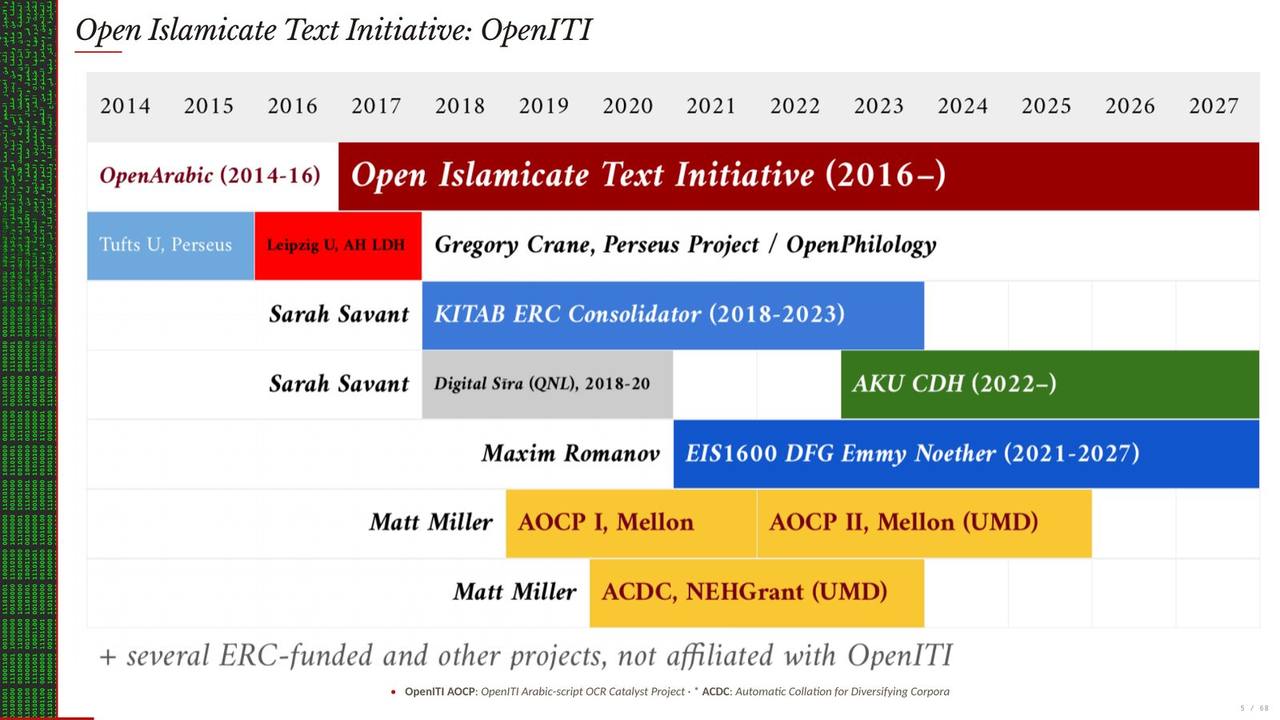 Open Islamicate Text Initiative: OpenITI
2014 2015 2016 2017 2018 2019 2020 2021 2022 2023 2024 2025 2026 2027
OpenArabic (2014-16) Open Islamicate Text Initiative (2016–)
Tufts U, Perseus Leipzig U, AH LDH Gregory Crane, Perseus Project / OpenPhilology
Sarah Savant KITAB ERC Consolidator (2018-2023)
Sarah Savant Digital Sīra (QNL), 2018-20 AKU CDH (2022–)
Maxim Romanov EIS1600 DFG Emmy Noether (2021-2027)
Matt Miller AOCP I, Mellon AOCP II, Mellon (UMD)
Matt Miller ACDC, NEHGrant (UMD)
+ several ERC-funded and other projects, not affiliated with OpenITI
• OpenITI AOCP: OpenITI Arabic-script OCR Catalyst Project · * ACDC: Automatic Collation for Diversifying Corpora
5 / 68